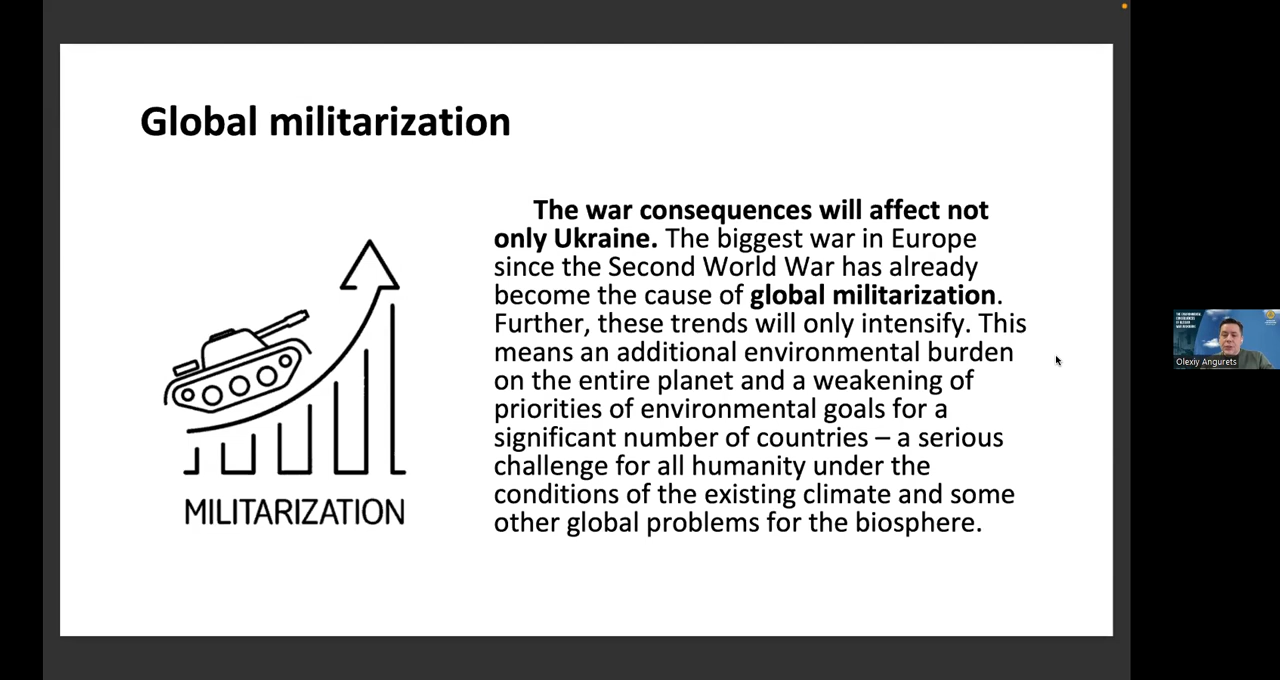 Global militarization
The war consequences will affect not
only Ukraine. The biggest war in Europe
since the Second World War has already
become the cause of global militarization.
Further, these trends will only intensify. This
means an additional environmental burden
on the entire planet and a weakening of
priorities of environmental goals for a
significant number of countries – a serious
challenge for all humanity under the
conditions of the existing climate and some
other global problems for the biosphere.
MILITARIZATION
Olexiy Angurets